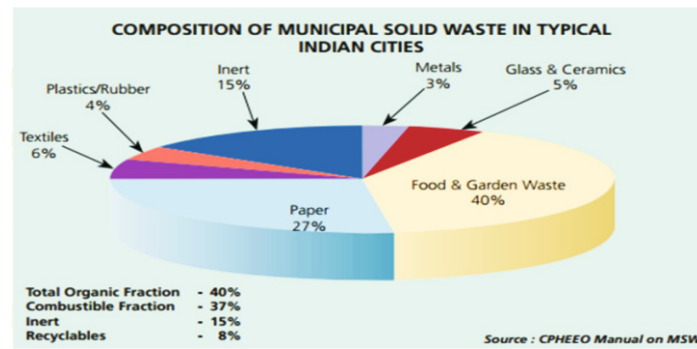 COMPOSITION OF MUNICIPAL SOLID WASTE IN TYPICAL
INDIAN CITIES
Inert
15%
Metals
3%
Glass & Ceramics
5%
Plastics/Rubber
4%
Textiles
6%
Food & Garden Waste
40%
Paper
27%
Total Organic Fraction - 40%
Combustible Fraction - 37%
Inert - 15%
Recyclables - 8%
Source : CPHEEO Manual on MSW